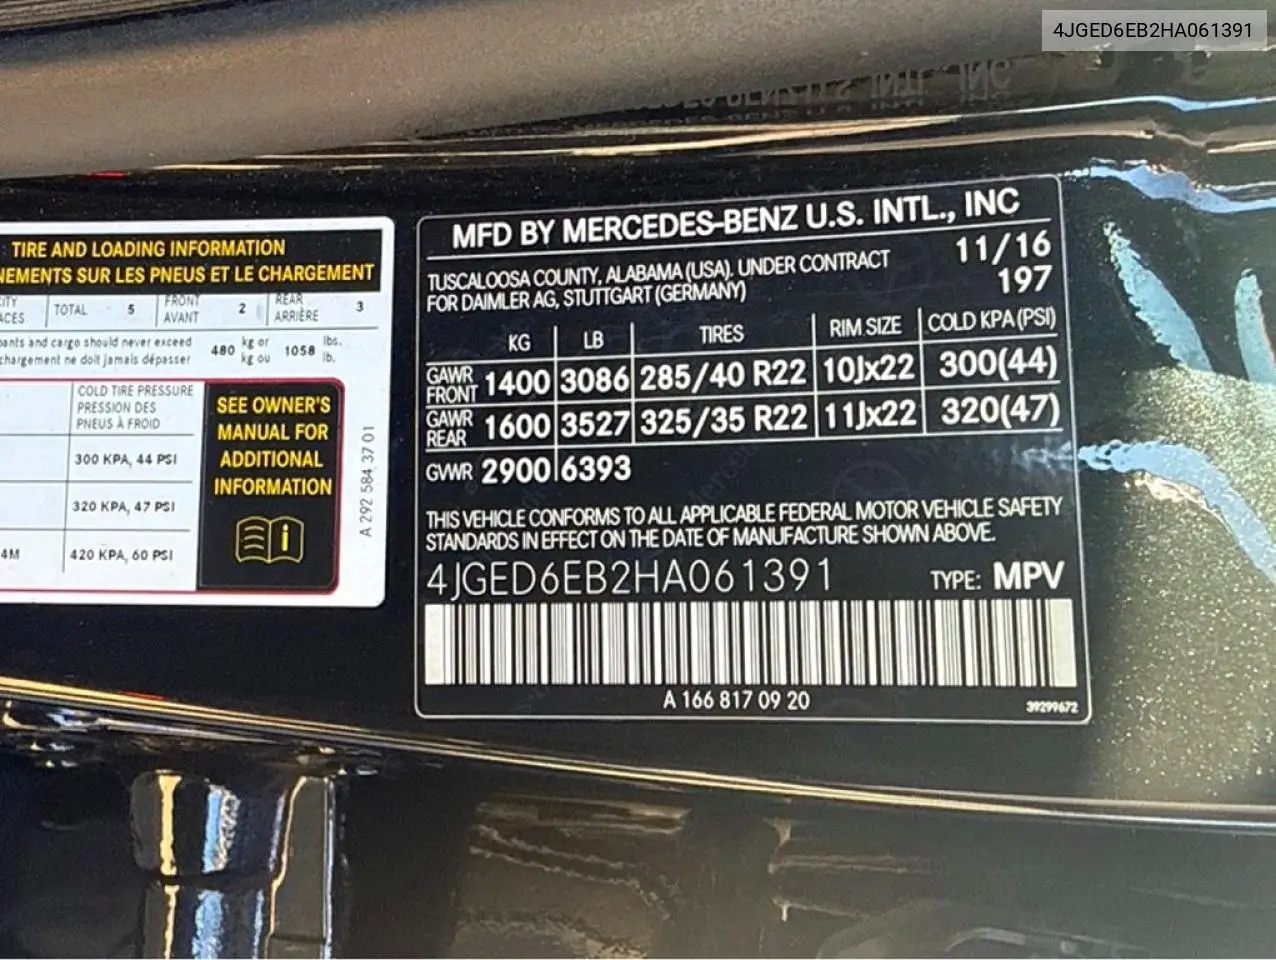 4JGED6EB2HA061391
TIRE AND LOADING INFORMATION
NEMENTS SUR LES PNEUS ET LE CHARGEMENT
TOTAL 5 FRONT AVANT 2 REAR ARRIÈRE 3
and cargo should never exceed
chargement ne doit jamais dépasser
480 kg or kg ou 1058 lbs. lb.
COLD TIRE PRESSURE
PRESSION DES
PNEUS À FROID
300 KPA, 44 PSI
320 KPA, 47 PSI
4M 420 KPA, 60 PSI
SEE OWNER'S
MANUAL FOR
ADDITIONAL
INFORMATION
A 292 584 37 01
MFD BY MERCEDES-BENZ U.S. INTL., INC
TUSCALOOSA COUNTY, ALABAMA (USA), UNDER CONTRACT
FOR DAIMLER AG, STUTTGART (GERMANY)
11/16
197
KG LB TIRES RIM SIZE COLD KPA (PSI)
GAWR FRONT 1400 3086 285/40 R22 10Jx22 300(44)
GAWR REAR 1600 3527 325/35 R22 11Jx22 320(47)
GVWR 2900 6393
THIS VEHICLE CONFORMS TO ALL APPLICABLE FEDERAL MOTOR VEHICLE SAFETY
STANDARDS IN EFFECT ON THE DATE OF MANUFACTURE SHOWN ABOVE.
4JGED6EB2HA061391 TYPE: MPV
A 166 817 09 20
39299672